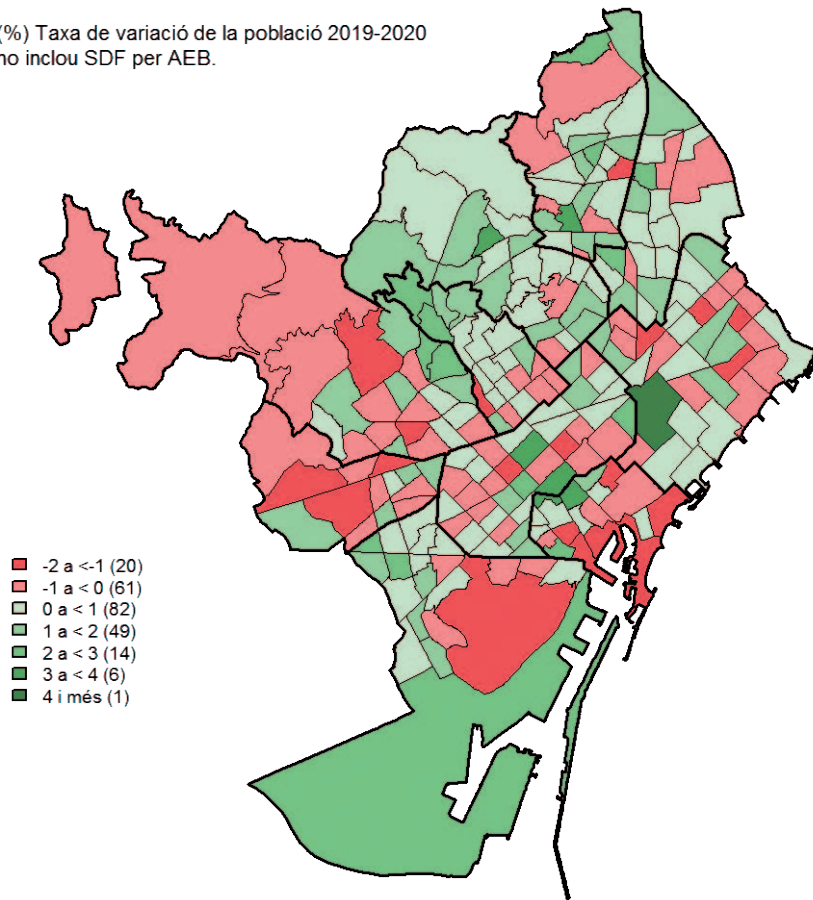 (%) Taxa de variació de la població 2019-2020
no inclou SDF per AEB.
-2 a <-1 (20)
-1 a < 0 (61)
0 a < 1 (82)
1 a < 2 (49)
2 a < 3 (14)
3 a < 4 (6)
4 i més (1)